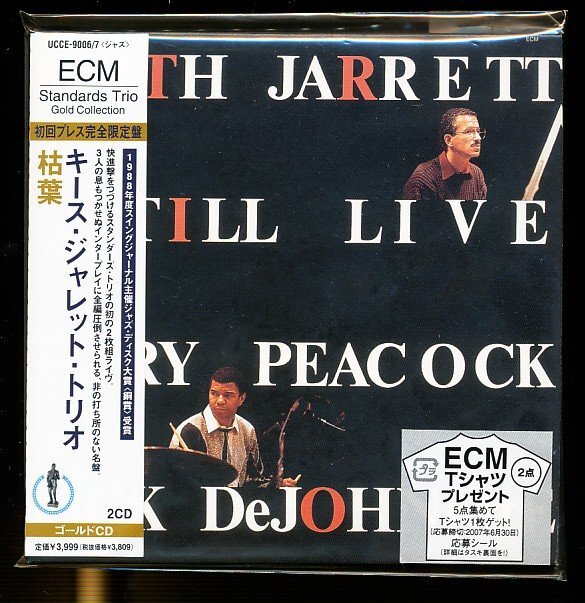 UCCE-9006/7〈ジャズ〉
ECM
Standards Trio
Gold Collection
初回プレス完全限定盤
1988年度スイングジャーナル主催ジャズ・ディスク大賞〈銅賞〉受賞
快進撃をつづけるスタンダーズ・トリオの初の2枚組ライヴ。
3人の息もつかせぬインタープレイに全編圧倒させられる、非の打ち所のない名盤。
キース・ジャレット・トリオ
枯葉
2CD
ゴールドCD
定価¥3,999(税抜価格¥3,809)
ECM
TH JARRETT
TILL LIVE
RY PEACOCK
K DeJOH
プラ
ECM
Tシャツ
プレゼント
2点
5点集めて
Tシャツ1枚ゲット!
(応募締切:2007年6月30日)
応募シール
(詳細はタスキ裏面を!)